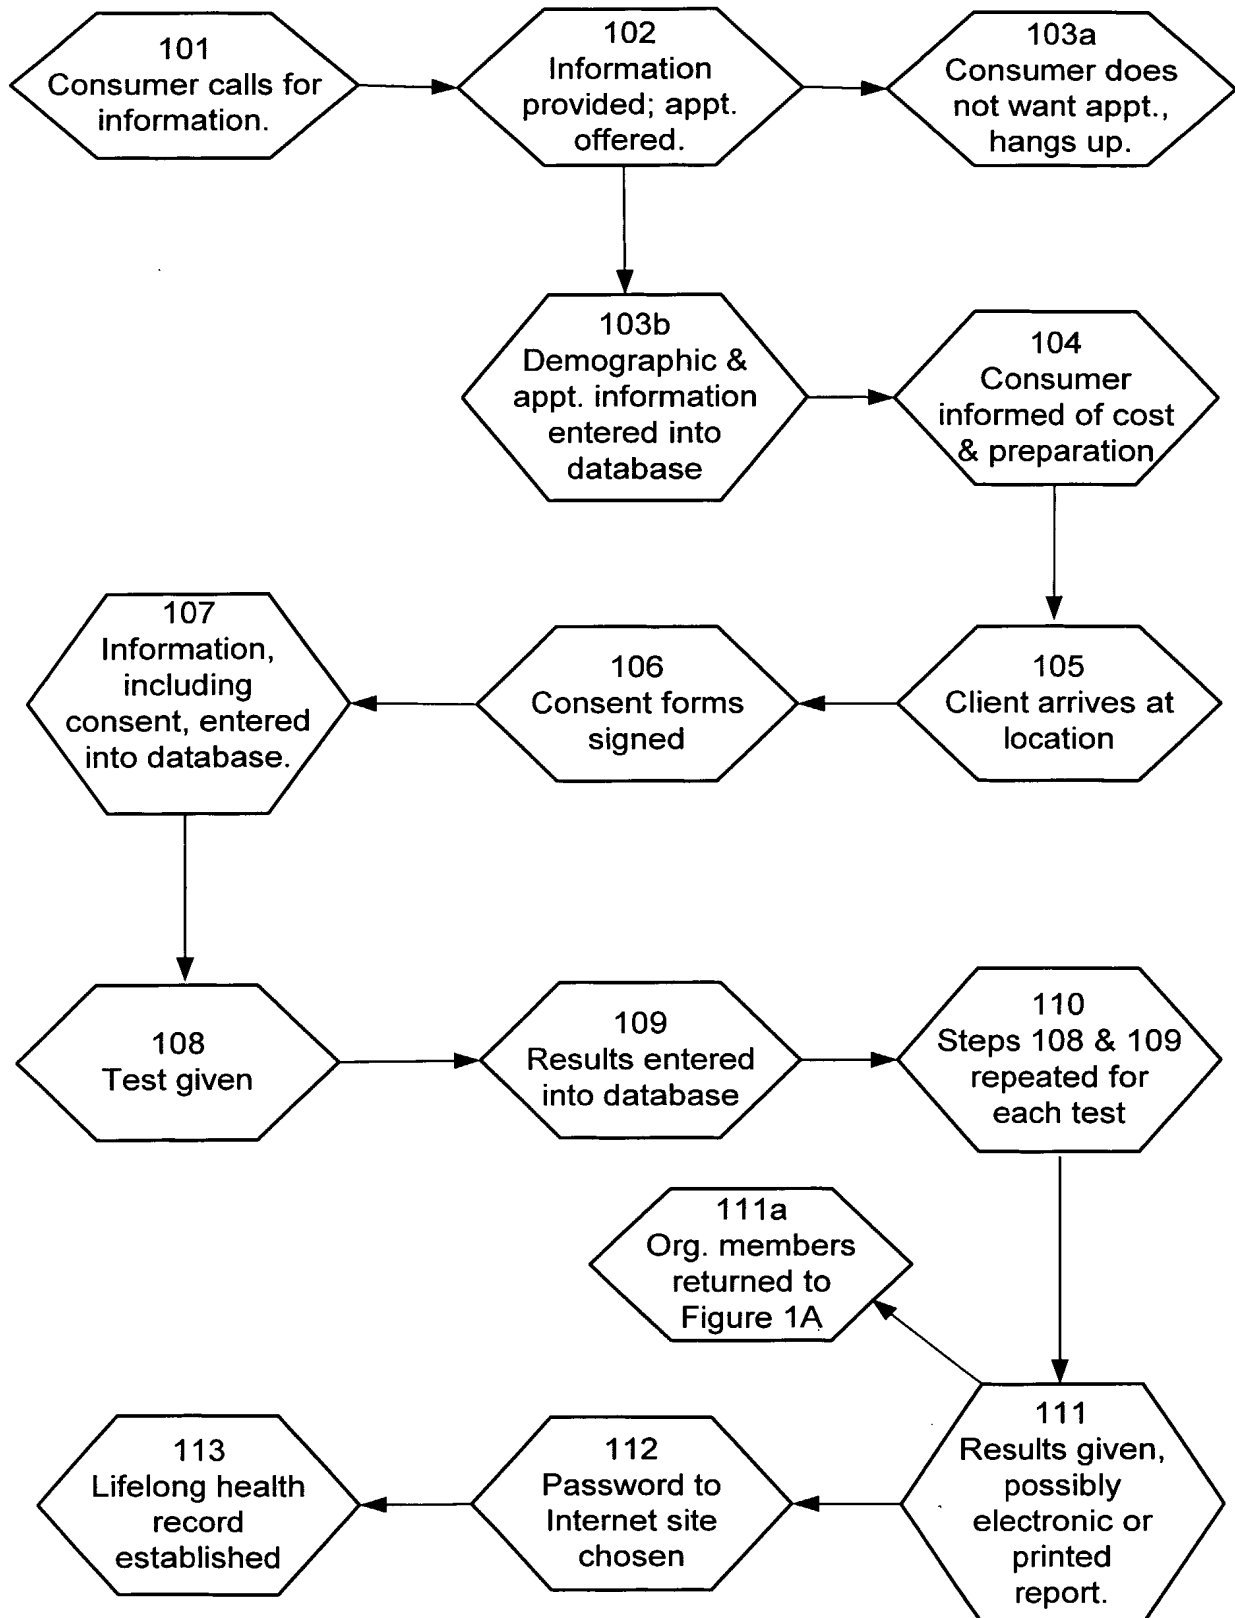 101
Consumer calls for
information.
102
Information
provided; appt.
offered.
103a
Consumer does
not want appt.,
hangs up.
103b
Demographic &
appt. information
entered into
database
104
Consumer
informed of cost
& preparation
107
Information,
including
consent, entered
into database.
106
Consent forms
signed
105
Client arrives at
location
108
Test given
109
Results entered
into database
110
Steps 108 & 109
repeated for
each test
111a
Org. members
returned to
Figure 1A
113
Lifelong health
record
established
112
Password to
Internet site
chosen
111
Results given,
possibly
electronic or
printed
report.